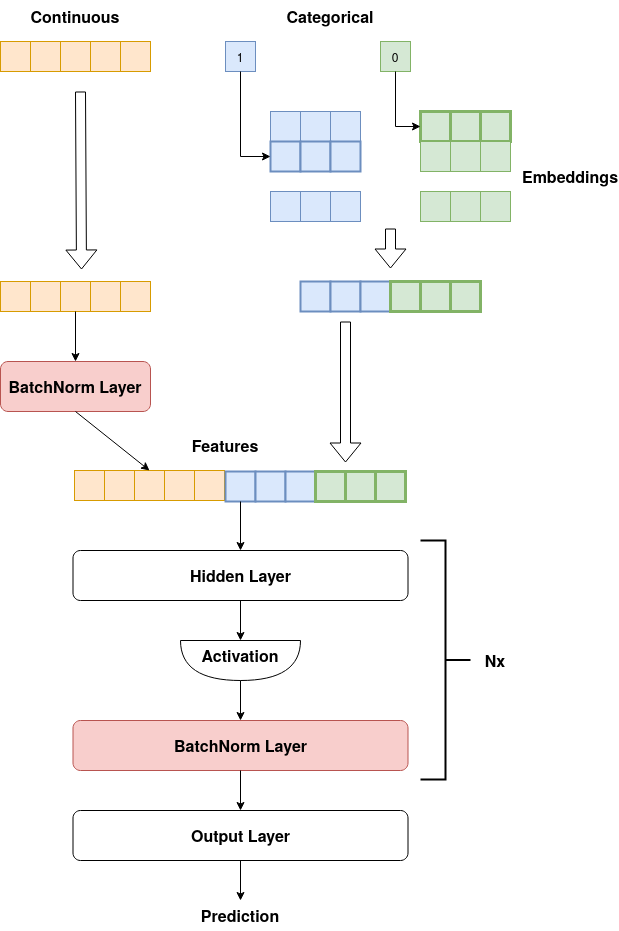 Continuous
Categorical
1
0
Embeddings
BatchNorm Layer
Features
Hidden Layer
Activation
Nx
BatchNorm Layer
Output Layer
Prediction